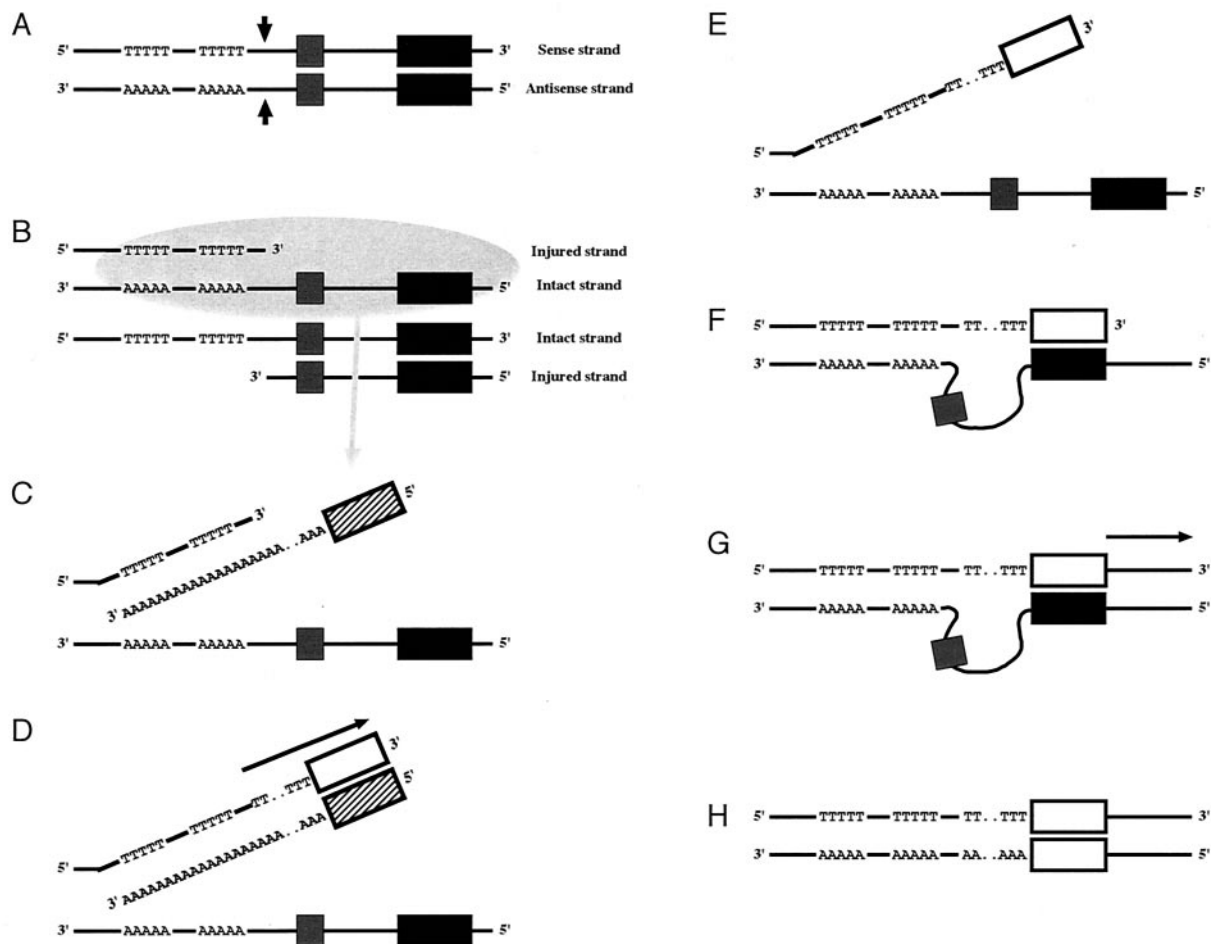 A
5' TTTTT TTTTT 3' Sense strand
3' AAAAA AAAAA 5' Antisense strand
B
5' TTTTT TTTTT 3' Injured strand
3' AAAAA AAAAA 5' Intact strand
5' TTTTT TTTTT 3' Intact strand
3' 5' Injured strand
C
5' TTTTT TTTTT 3'
3' AAAAAAAAAAAAAAAAAA..AAA 5'
3' AAAAA AAAAA 5'
D
5' TTTTT TTTTT TT..TTT 3'
3' AAAAAAAAAAAAAAAAAA..AAA 5'
3' AAAAA AAAAA 5'
E
5' TTTTT TTTTT TT..TTT 3'
3' AAAAA AAAAA 5'
F
5' TTTTT TTTTT TT..TTT 3'
3' AAAAA AAAAA 5'
G
5' TTTTT TTTTT TT..TTT 3'
3' AAAAA AAAAA 5'
H
5' TTTTT TTTTT TT..TTT 3'
3' AAAAA AAAAA AA..AAA 5'